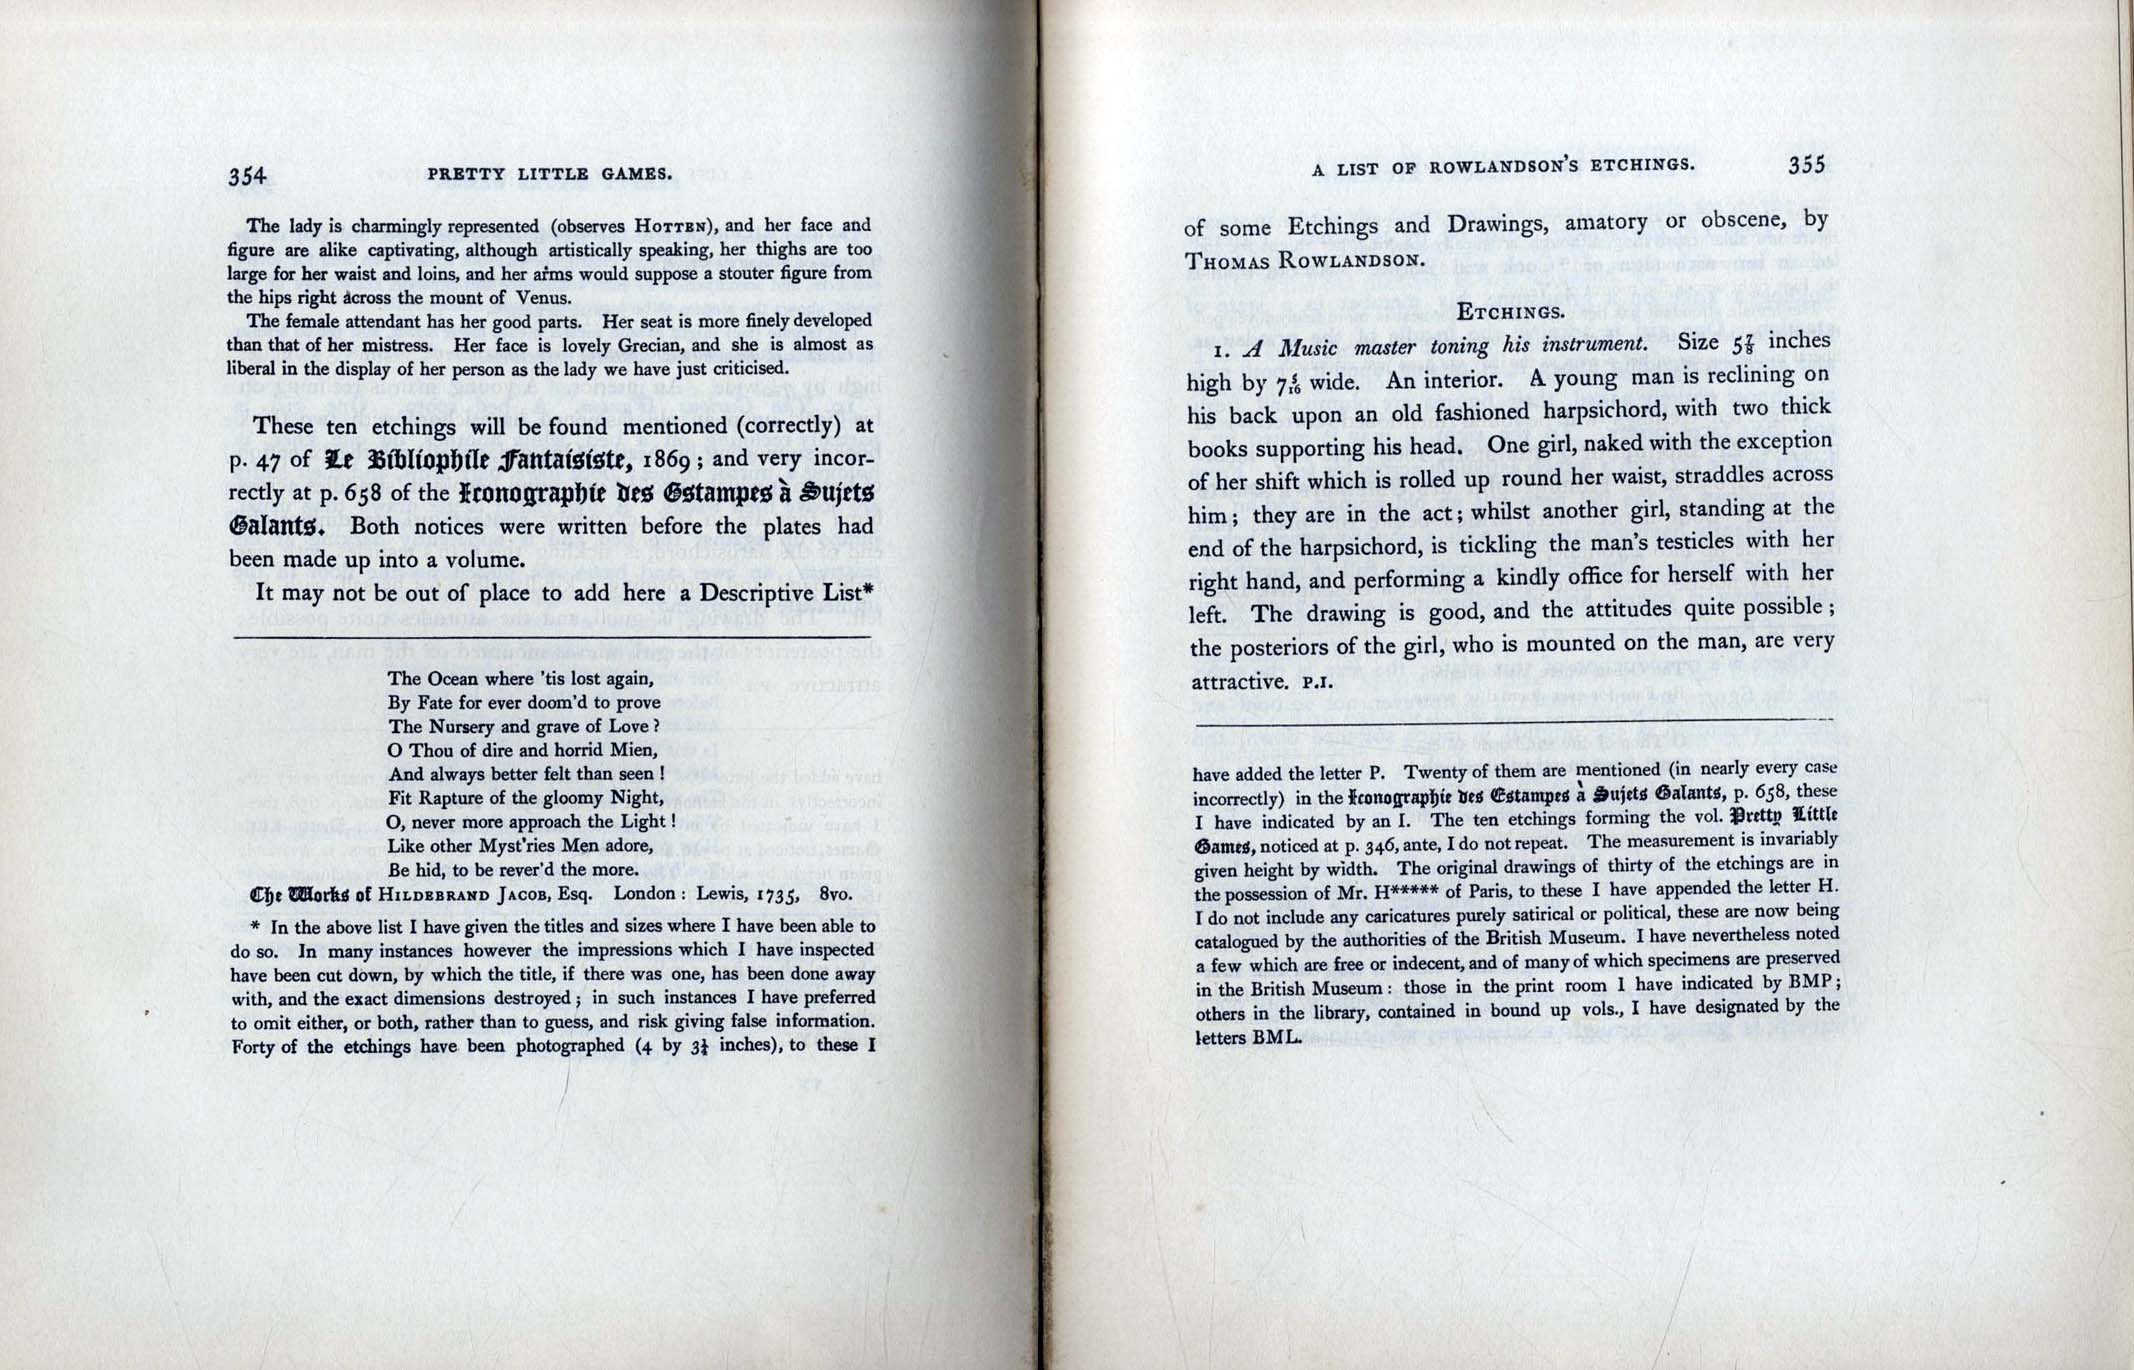 354 PRETTY LITTLE GAMES.
The lady is charmingly represented (observes HOTTEN), and her face and
figure are alike captivating, although artistically speaking, her thighs are too
large for her waist and loins, and her arms would suppose a stouter figure from
the hips right across the mount of Venus.
The female attendant has her good parts. Her seat is more finely developed
than that of her mistress. Her face is lovely Grecian, and she is almost as
liberal in the display of her person as the lady we have just criticised.
These ten etchings will be found mentioned (correctly) at
p. 47 of Le Bibliophile Fantaisiste, 1869; and very incor-
rectly at p. 658 of the Iconographie des Estampes à Sujets
Galants. Both notices were written before the plates had
been made up into a volume.
It may not be out of place to add here a Descriptive List*
The Ocean where 'tis lost again,
By Fate for ever doom'd to prove
The Nursery and grave of Love?
O Thou of dire and horrid Mien,
And always better felt than seen!
Fit Rapture of the gloomy Night,
O, never more approach the Light!
Like other Myst'ries Men adore,
Be hid, to be rever'd the more.
The Works of HILDEBRAND JACOB, Esq. London: Lewis, 1735, 8vo.
* In the above list I have given the titles and sizes where I have been able to
do so. In many instances however the impressions which I have inspected
have been cut down, by which the title, if there was one, has been done away
with, and the exact dimensions destroyed; in such instances I have preferred
to omit either, or both, rather than to guess, and risk giving false information.
Forty of the etchings have been photographed (4 by 3¼ inches), to these I
A LIST OF ROWLANDSON'S ETCHINGS. 355
of some Etchings and Drawings, amatory or obscene, by
THOMAS ROWLANDSON.
ETCHINGS.
1. A Music master toning his instrument. Size 5⅞ inches
high by 7 5/16 wide. An interior. A young man is reclining on
his back upon an old fashioned harpsichord, with two thick
books supporting his head. One girl, naked with the exception
of her shift which is rolled up round her waist, straddles across
him; they are in the act; whilst another girl, standing at the
end of the harpsichord, is tickling the man's testicles with her
right hand, and performing a kindly office for herself with her
left. The drawing is good, and the attitudes quite possible;
the posteriors of the girl, who is mounted on the man, are very
attractive. P.I.
have added the letter P. Twenty of them are mentioned (in nearly every case
incorrectly) in the Iconographie des Estampes à Sujets Galants, p. 658, these
I have indicated by an I. The ten etchings forming the vol. Pretty Little
Games, noticed at p. 346, ante, I do not repeat. The measurement is invariably
given height by width. The original drawings of thirty of the etchings are in
the possession of Mr. H***** of Paris, to these I have appended the letter H.
I do not include any caricatures purely satirical or political, these are now being
catalogued by the authorities of the British Museum. I have nevertheless noted
a few which are free or indecent, and of many of which specimens are preserved
in the British Museum: those in the print room I have indicated by BMP;
others in the library, contained in bound up vols., I have designated by the
letters BML.